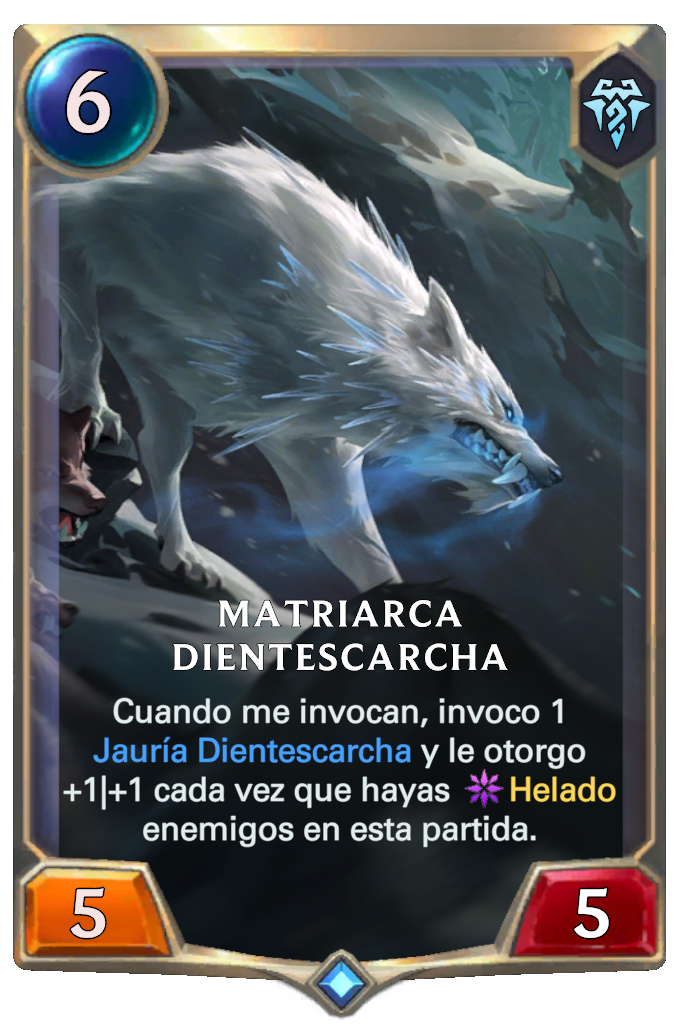 6
MATRIARCA
DIENTESCARCHA
Cuando me invocan, invoco 1
Jauría Dientescarcha y le otorgo
+1|+1 cada vez que hayas Helado
enemigos en esta partida.
5
5